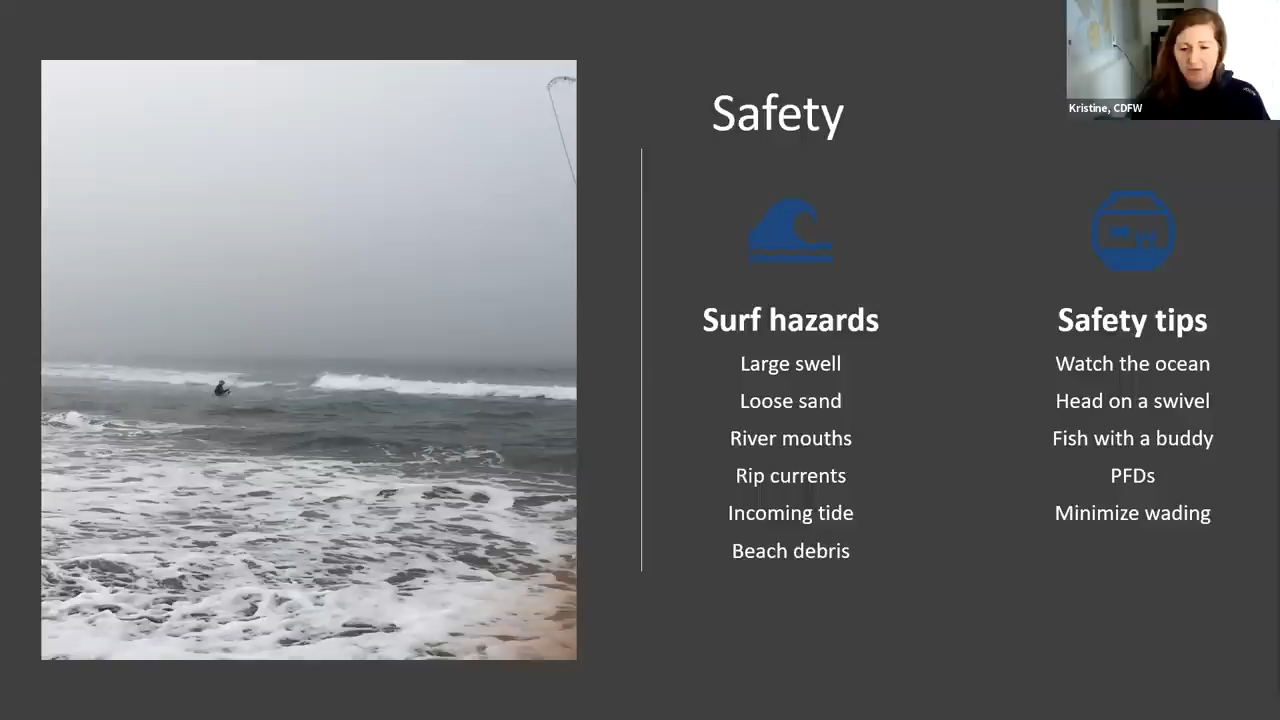 Kristine, CDFW
Safety
Surf hazards
Large swell
Loose sand
River mouths
Rip currents
Incoming tide
Beach debris
Safety tips
Watch the ocean
Head on a swivel
Fish with a buddy
PFDs
Minimize wading